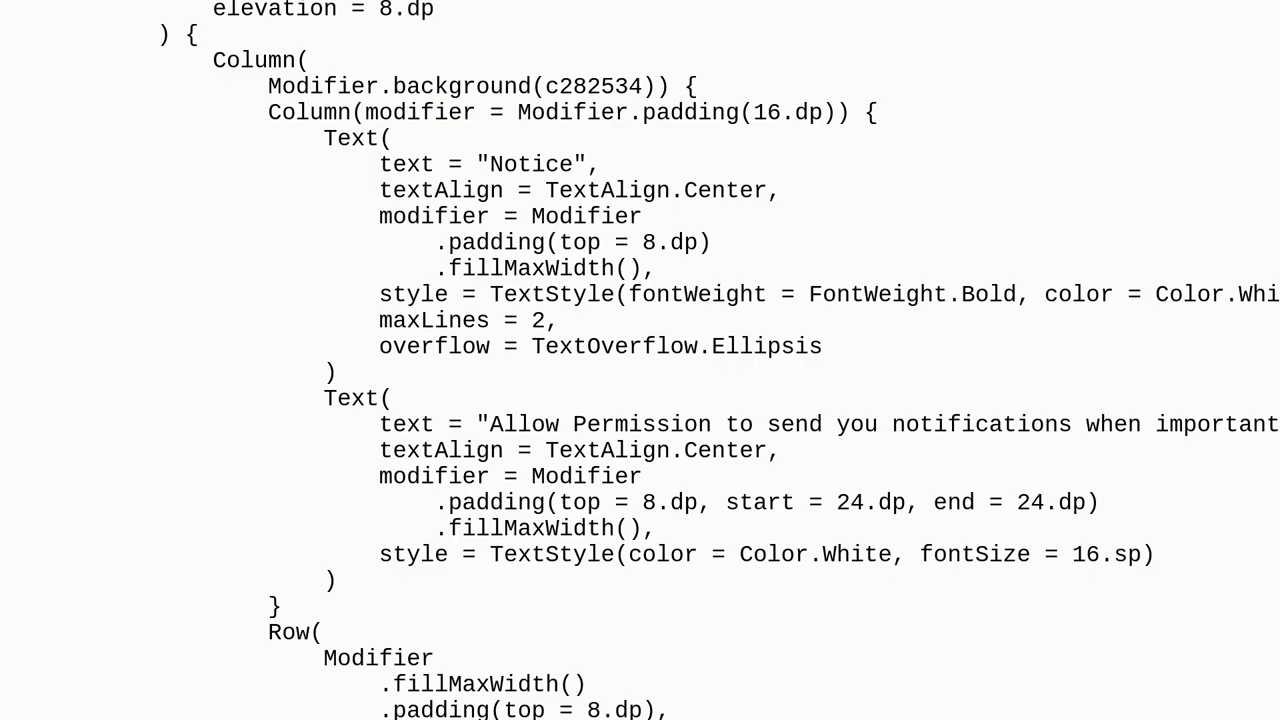 elevation = 8.dp
) {
Column(
Modifier.background(c282534)) {
Column(modifier = Modifier.padding(16.dp)) {
Text(
text = "Notice",
textAlign = TextAlign.Center,
modifier = Modifier
.padding(top = 8.dp)
.fillMaxWidth(),
style = TextStyle(fontWeight = FontWeight.Bold, color = Color.Whi
maxLines = 2,
overflow = TextOverflow.Ellipsis
)
Text(
text = "Allow Permission to send you notifications when important
textAlign = TextAlign.Center,
modifier = Modifier
.padding(top = 8.dp, start = 24.dp, end = 24.dp)
.fillMaxWidth(),
style = TextStyle(color = Color.White, fontSize = 16.sp)
)
}
Row(
Modifier
.fillMaxWidth()
.padding(top = 8.dp),